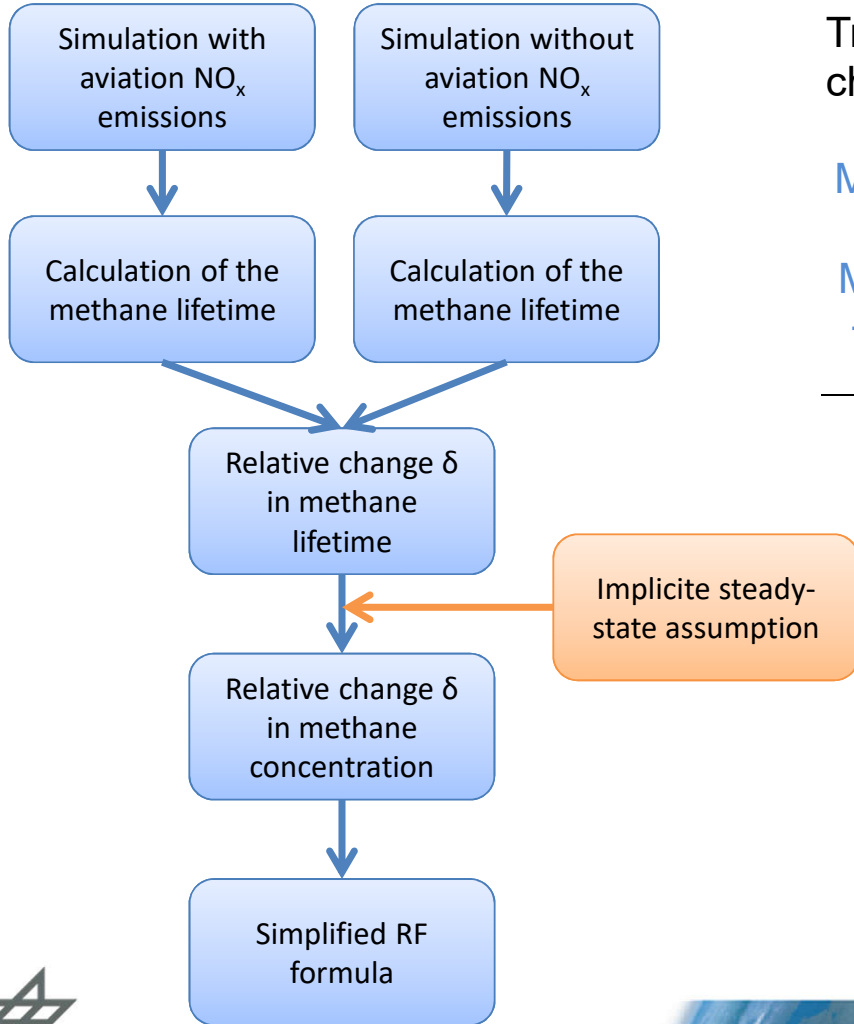 Simulation with
aviation NOₓ
emissions
Simulation without
aviation NOₓ
emissions
Calculation of the
methane lifetime
Calculation of the
methane lifetime
Relative change δ
in methane
lifetime
Implicite steady-
state assumption
Relative change δ
in methane
concentration
Simplified RF
formula